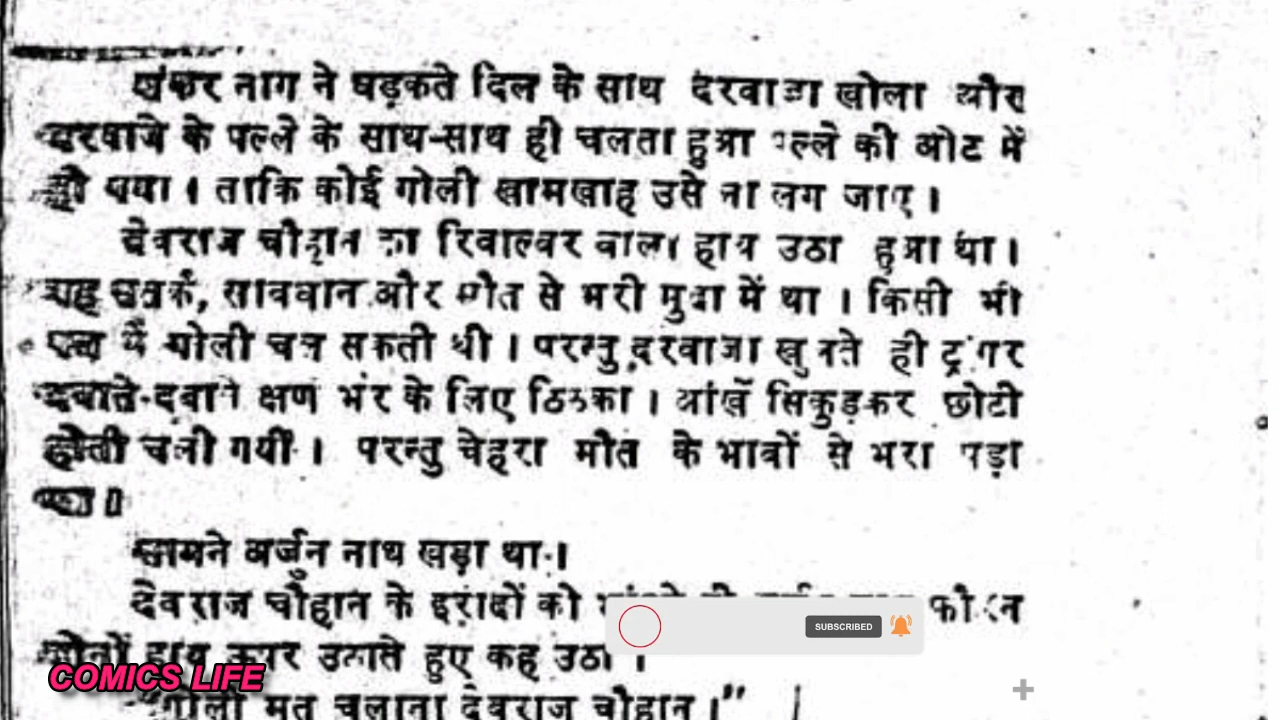 शंकर नाग ने धड़कते दिल के साथ दरवाजा खोला और
दरवाजे के पल्ले के साथ-साथ ही चलता हुआ पल्ले की ओट में
हो गया । ताकि कोई गोली खामखाह उसे ना लग जाए ।
देवराज चौहान का रिवाल्वर वाला हाथ उठा हुआ था ।
वह सतर्क, सावधान और मौत से भरी मुद्रा में था । किसी भी
पल में गोली चल सकती थी । परन्तु दरवाजा खुलते ही ट्रेगर
दबाते-दबाते क्षण भर के लिए ठिठका । आंखें सिकुड़कर छोटी
होती चली गयीं । परन्तु चेहरा मौत के भावों से भरा पड़ा
था ।
सामने अर्जुन नाथ खड़ा था ।
देवराज चौहान के इरादों को फौरन
SUBSCRIBED
दोनों हाथ ऊपर उठाते हुए कह उठा ।
COMICS LIFE
"गोली मत चलाना देवराज चौहान ।"